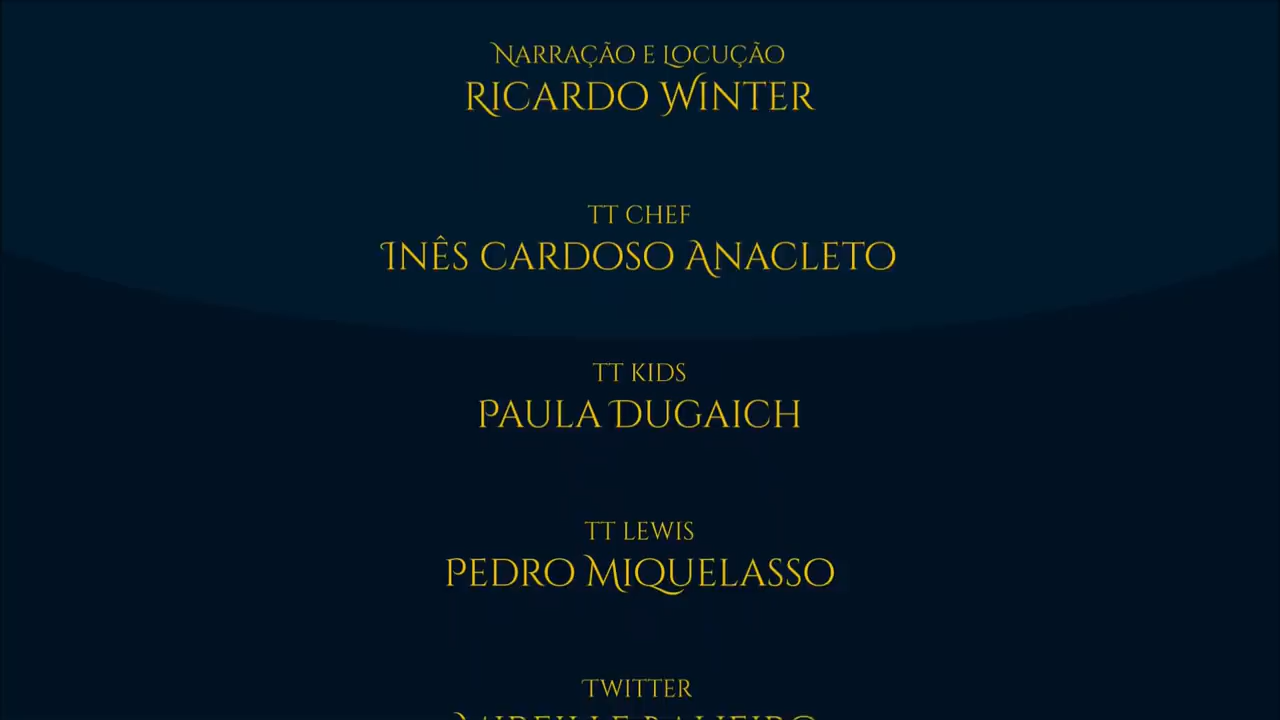 Narração e Locução
Ricardo Winter
TT Chef
Inês Cardoso Anacleto
TT Kids
Paula Dugaich
TT Lewis
Pedro Miquelasso
Twitter